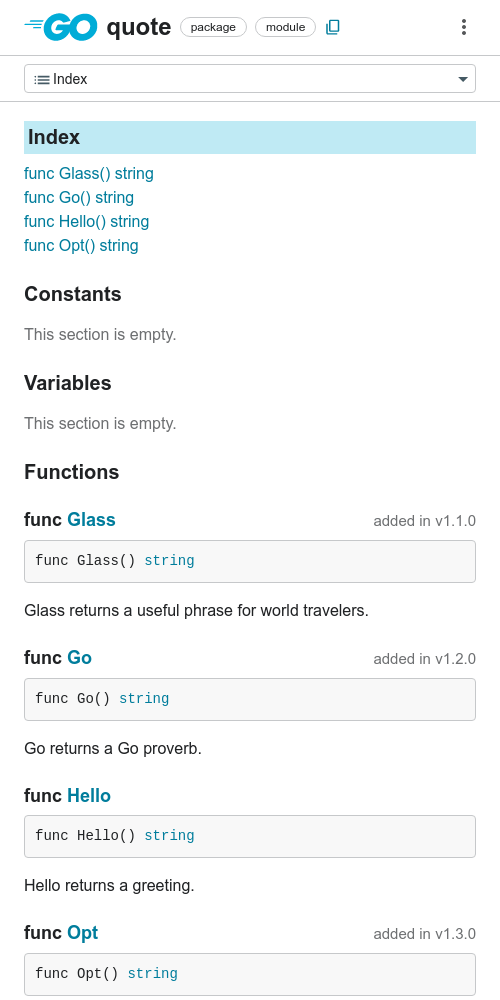 GO quote package module
Index
Index
func Glass() string
func Go() string
func Hello() string
func Opt() string
Constants
This section is empty.
Variables
This section is empty.
Functions
func Glass added in v1.1.0
func Glass() string
Glass returns a useful phrase for world travelers.
func Go added in v1.2.0
func Go() string
Go returns a Go proverb.
func Hello
func Hello() string
Hello returns a greeting.
func Opt added in v1.3.0
func Opt() string